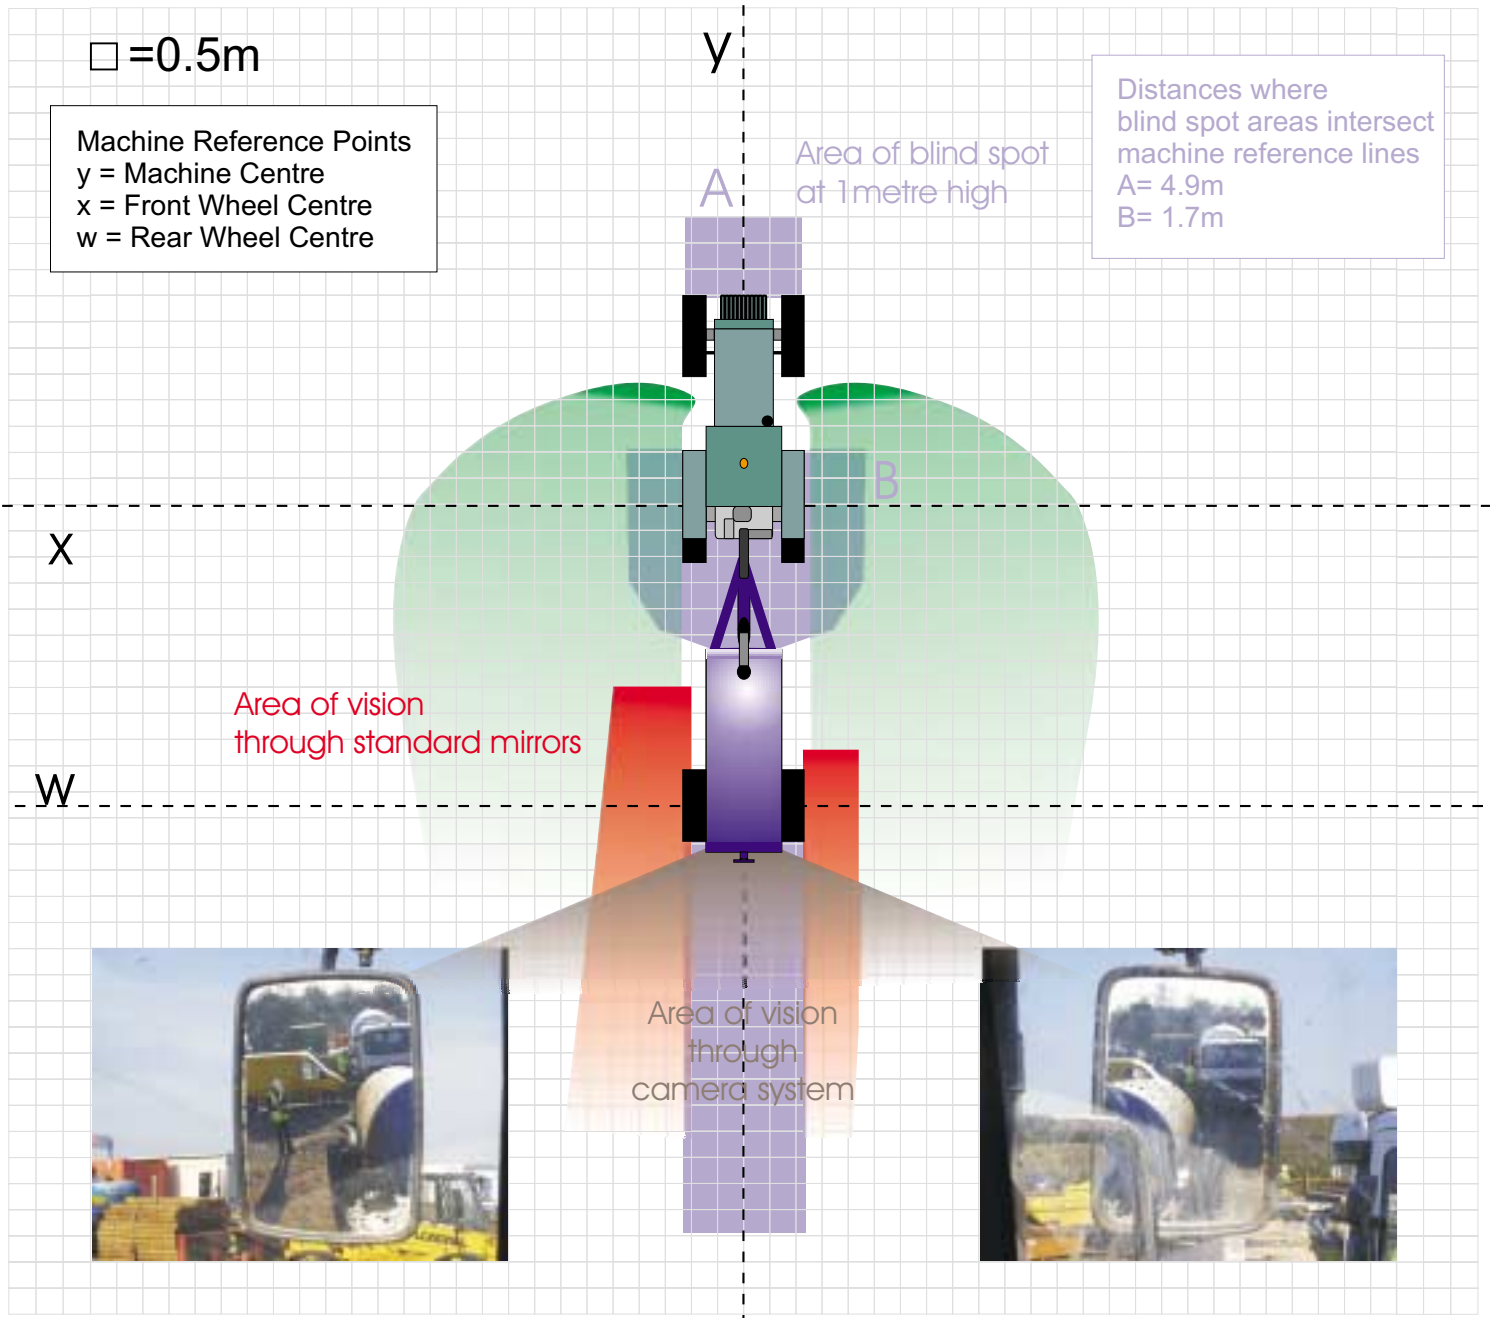 □ =0.5m
y
Machine Reference Points
y = Machine Centre
x = Front Wheel Centre
w = Rear Wheel Centre
Distances where
blind spot areas intersect
machine reference lines
A= 4.9m
B= 1.7m
Area of blind spot
at 1metre high
A
B
X
Area of vision
through standard mirrors
W
Area of vision
through
camera system